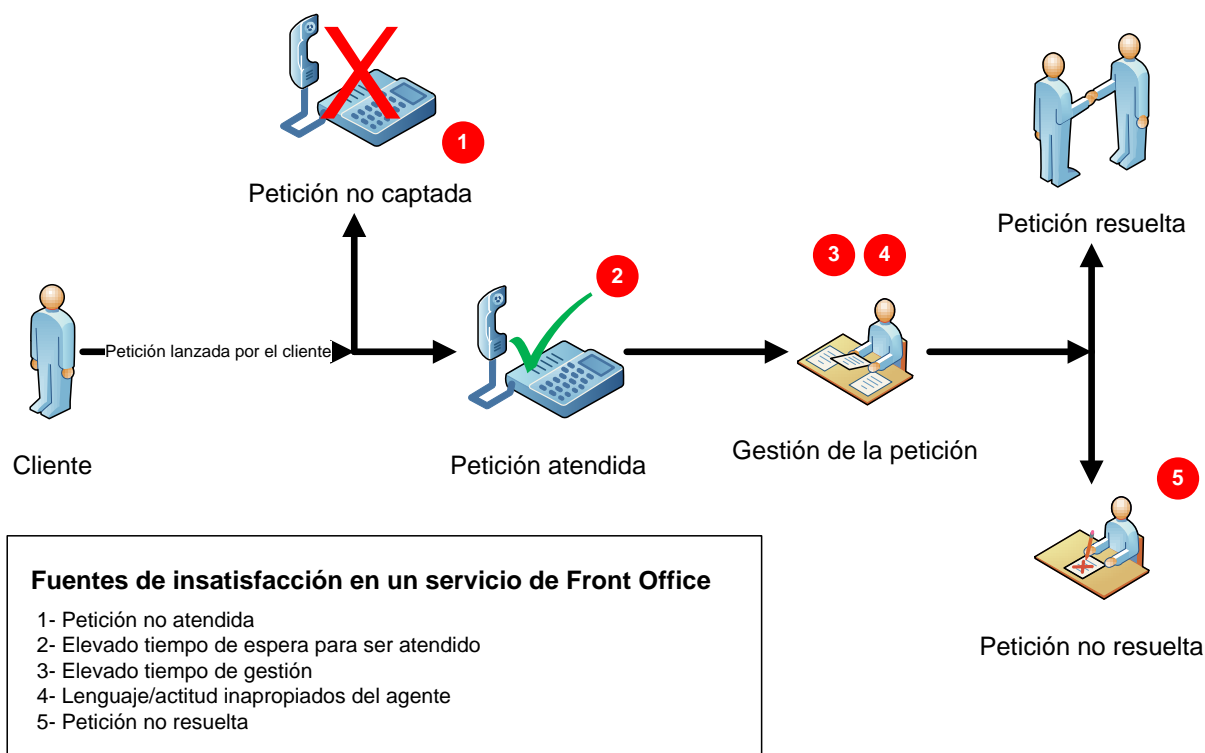 1
Petición no captada
Petición resuelta
3
4
2
Petición lanzada por el cliente
Cliente
Petición atendida
Gestión de la petición
5
Petición no resuelta
Fuentes de insatisfacción en un servicio de Front Office
1- Petición no atendida
2- Elevado tiempo de espera para ser atendido
3- Elevado tiempo de gestión
4- Lenguaje/actitud inapropiados del agente
5- Petición no resuelta